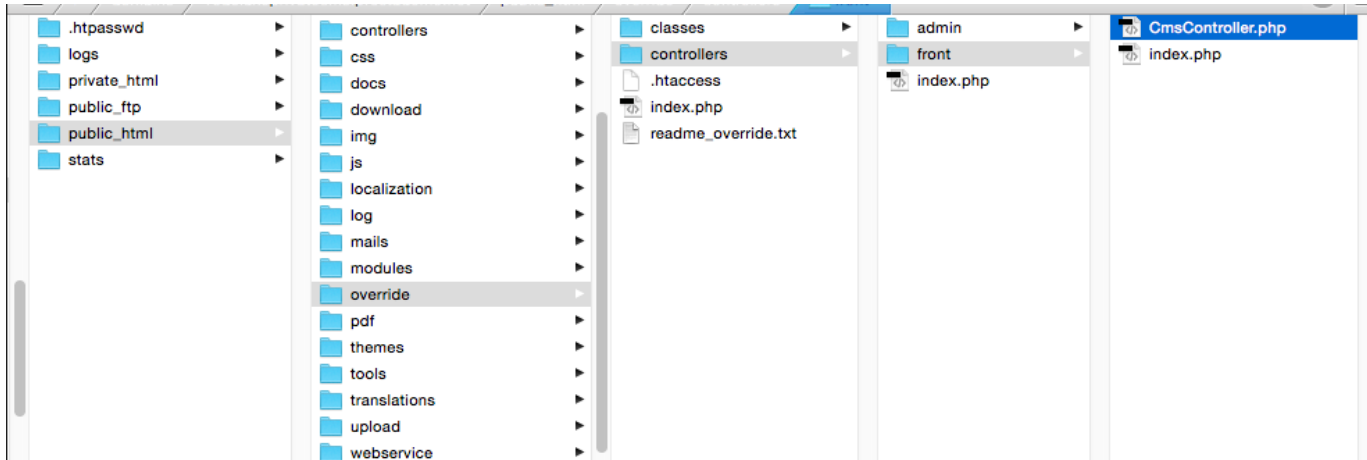 .htpasswd
logs
private_html
public_ftp
public_html
stats
controllers
css
docs
download
img
js
localization
log
mails
modules
override
pdf
themes
tools
translations
upload
webservice
classes
controllers
.htaccess
index.php
readme_override.txt
admin
front
index.php
CmsController.php
index.php